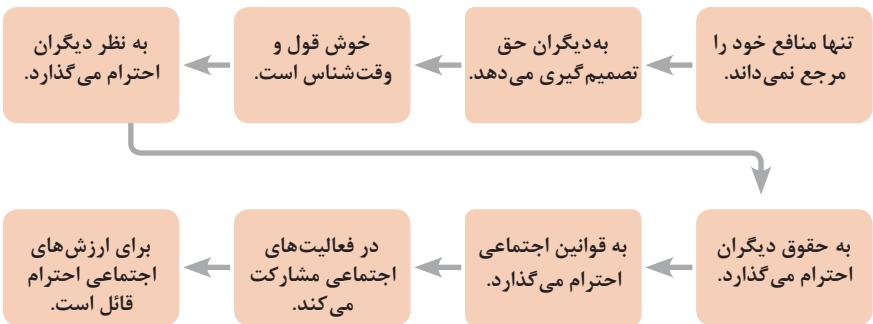 تنها منافع خود را
مرجع نمی‌داند.
به‌دیگران حق
تصمیم‌گیری می‌دهد.
خوش قول و
وقت‌شناس است.
به نظر دیگران
احترام می‌گذارد.
به حقوق دیگران
احترام می‌گذارد.
به قوانین اجتماعی
احترام می‌گذارد.
در فعالیت‌های
اجتماعی مشارکت
می‌کند.
برای ارزش‌های
اجتماعی احترام
قائل است.